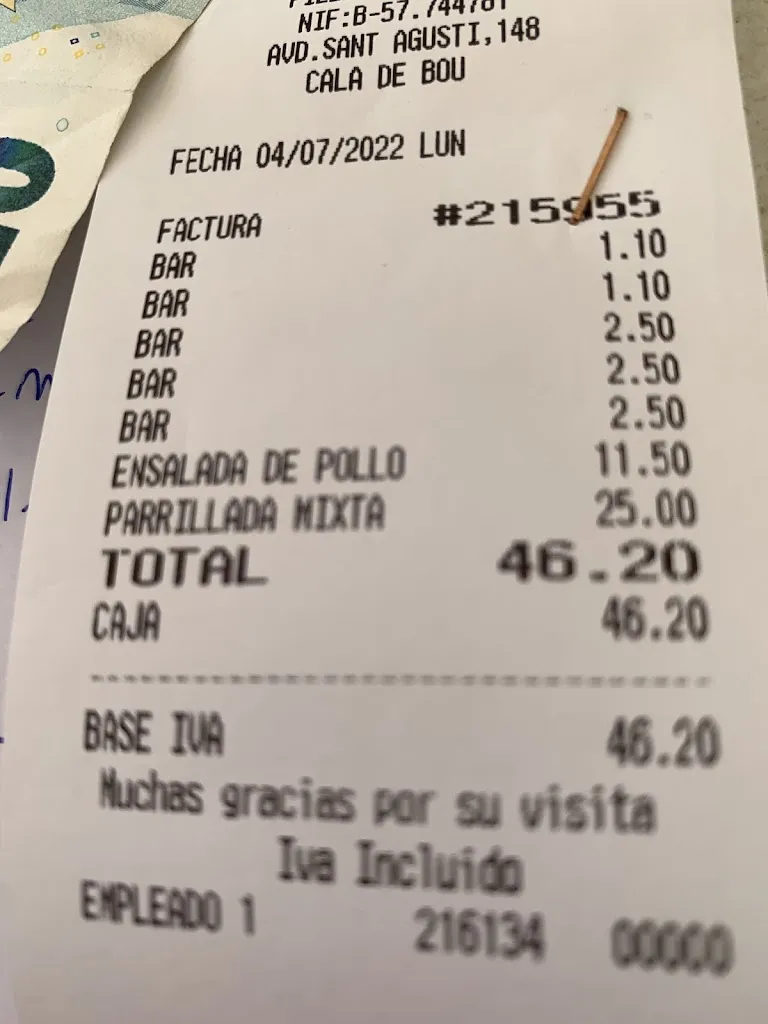 NIF:B-57.744781
AVD.SANT AGUSTI,148
CALA DE BOU
FECHA 04/07/2022 LUN
FACTURA #215955
BAR 1.10
BAR 1.10
BAR 2.50
BAR 2.50
BAR 2.50
ENSALADA DE POLLO 11.50
PARRILLADA MIXTA 25.00
TOTAL 46.20
CAJA 46.20
BASE IVA 46.20
Muchas gracias por su visita
Iva Incluido
EMPLEADO 1 216134 00000